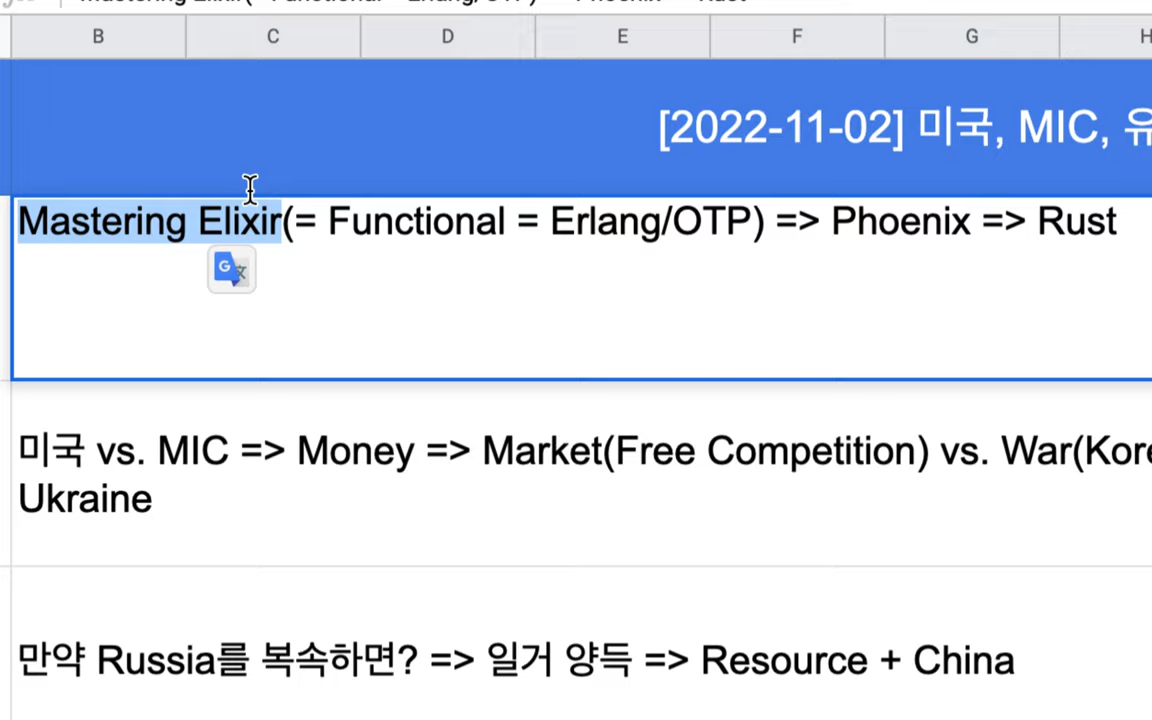 B C D E F G H
[2022-11-02] 미국, MIC,
Mastering Elixir(= Functional = Erlang/OTP) => Phoenix => Rust
미국 vs. MIC => Money => Market(Free Competition) vs. War(Kore
Ukraine
만약 Russia를 복속하면? => 일거 양득 => Resource + China